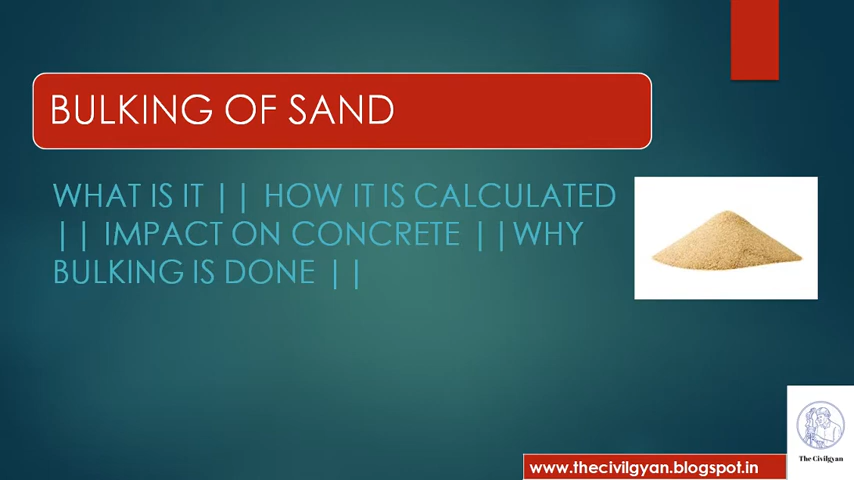 BULKING OF SAND
WHAT IS IT || HOW IT IS CALCULATED
|| IMPACT ON CONCRETE ||WHY
BULKING IS DONE ||
The Civilgyan
www.thecivilgyan.blogspot.in